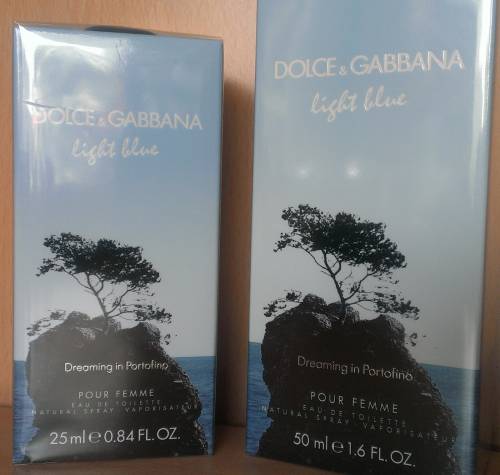 DOLCE & GABBANA
light blue
Dreaming in Portofino
POUR FEMME
EAU DE TOILETTE
NATURAL SPRAY VAPORISATEUR
25 ml e 0.84 FL. OZ.
DOLCE & GABBANA
light blue
Dreaming in Portofino
POUR FEMME
EAU DE TOILETTE
NATURAL SPRAY VAPORISATEUR
50 ml e 1.6 FL. OZ.